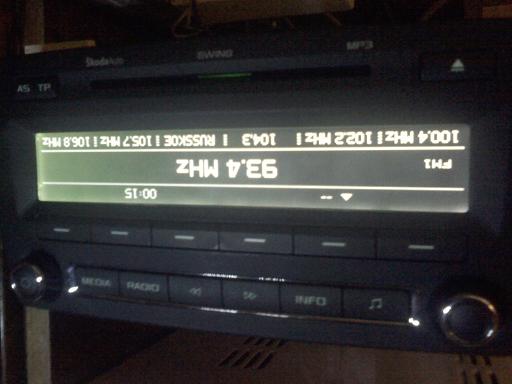 ŠkodaAuto SWING MP3
AS TP
-- 00:15
FM1 93.4 MHz
100.4 MHz 102.2 MHz 104.3 RUSSKOE 105.7 MHz 106.8 MHz
MEDIA RADIO INFO